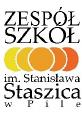 ZESPÓŁ
SZKÓŁ
im. Stanisława
Staszica
w Pile